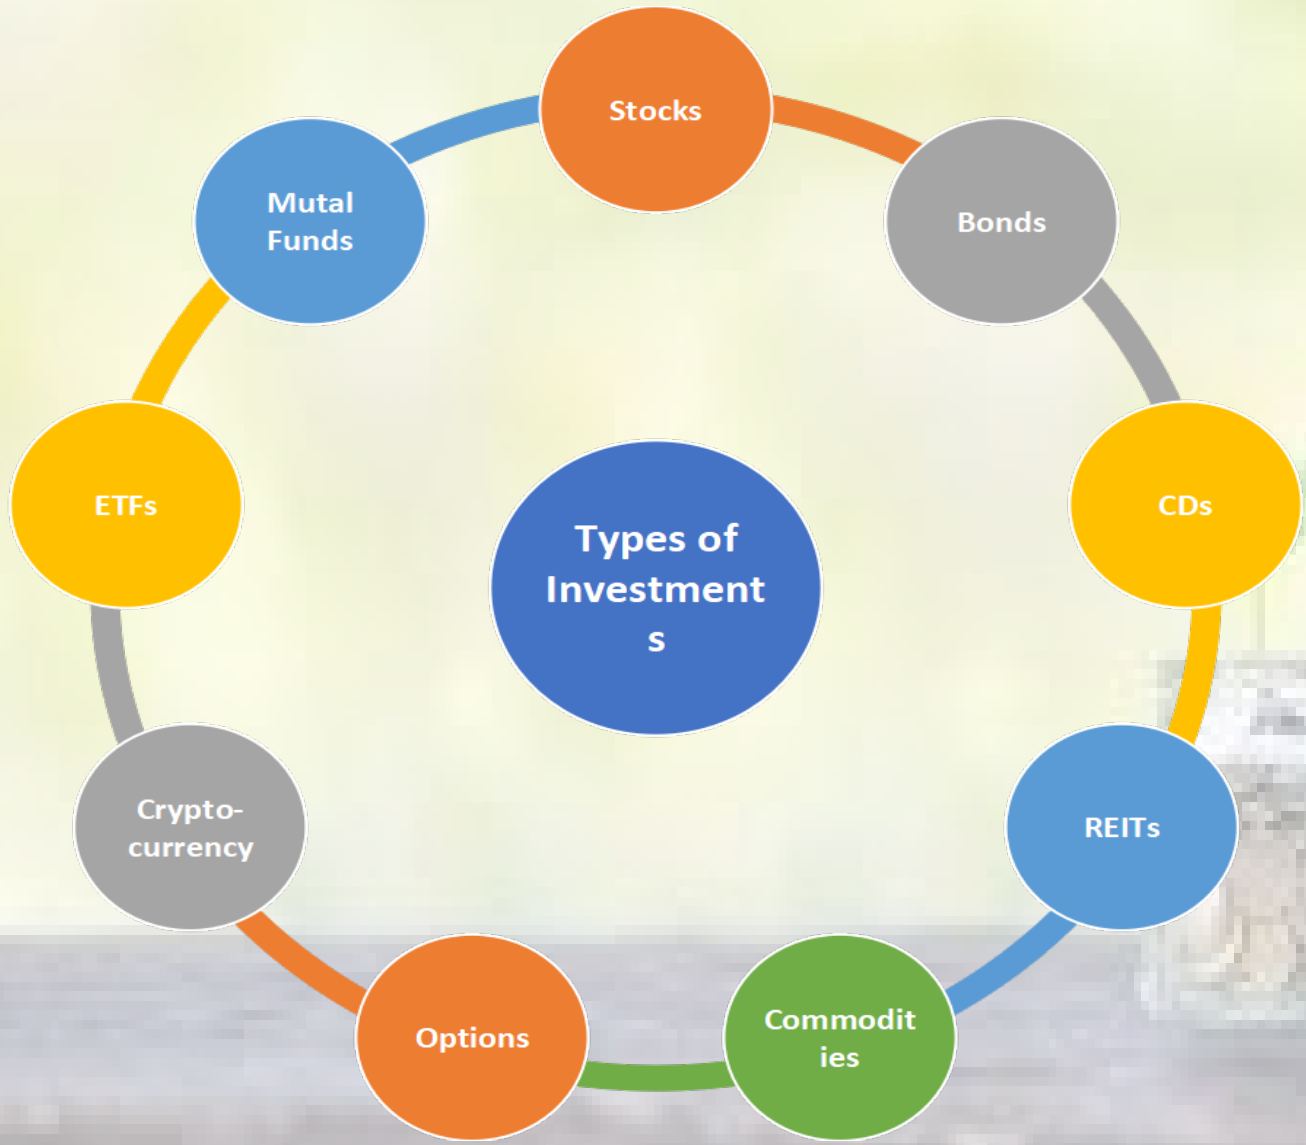 Stocks
Mutal
Funds
Bonds
ETFs
CDs
Types of
Investment
s
Crypto-
currency
REITs
Options
Commodit
ies